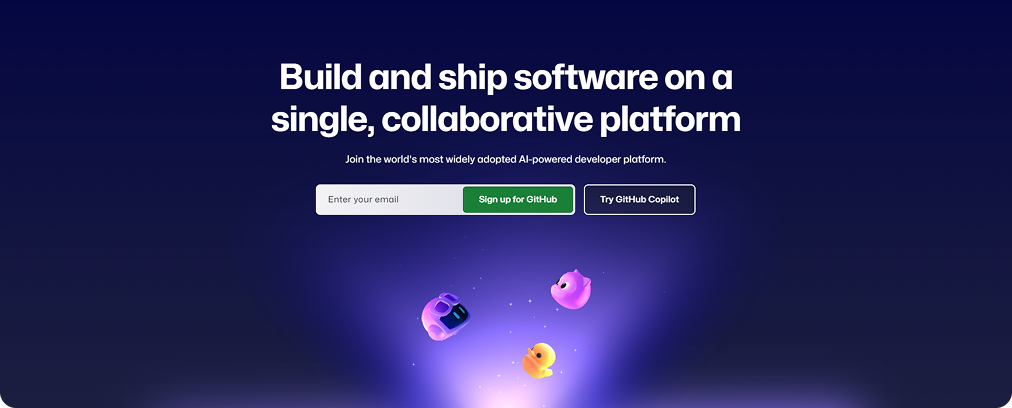 Build and ship software on a
single, collaborative platform
Join the world's most widely adopted AI-powered developer platform.
Enter your email
Sign up for GitHub
Try GitHub Copilot